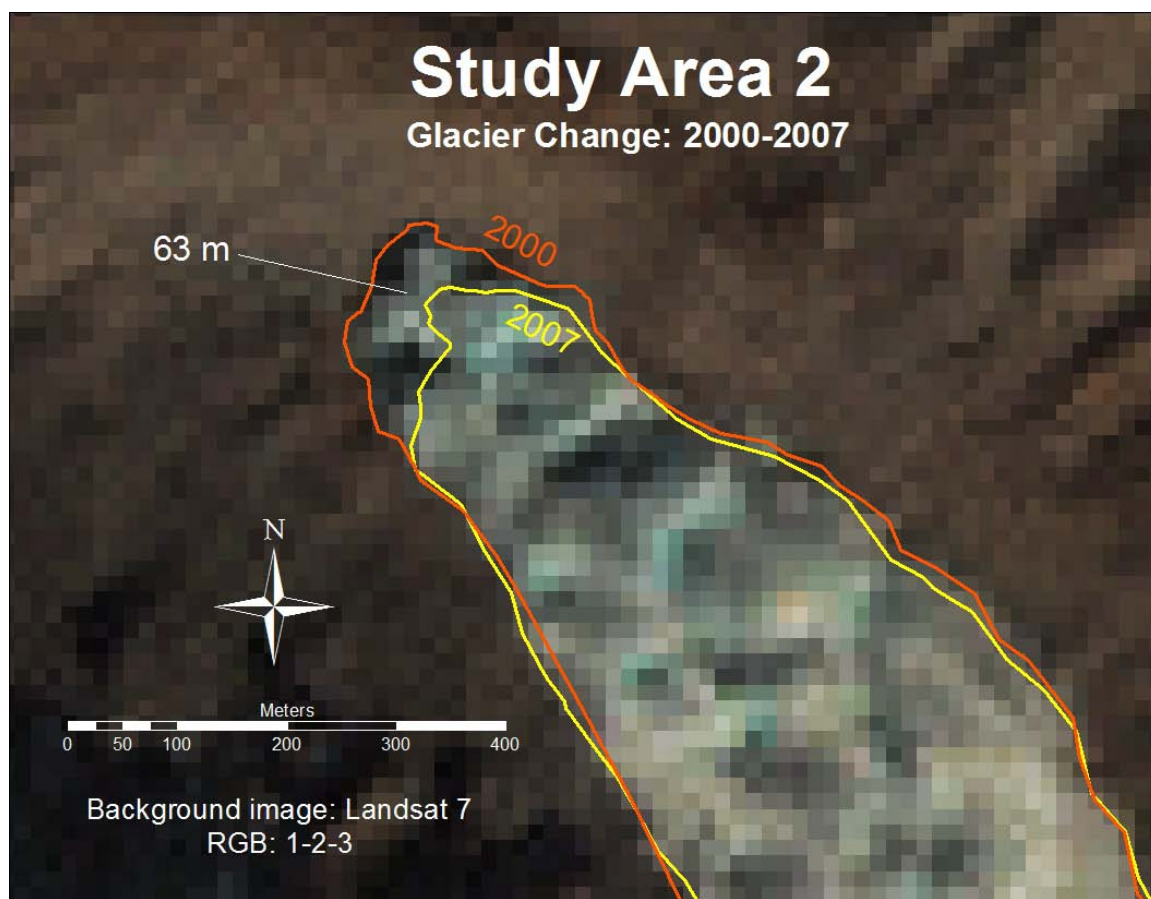 Study Area 2
Glacier Change: 2000-2007
2000
63 m
2007
N
Meters
0 50 100 200 300 400
Background image: Landsat 7
RGB: 1-2-3